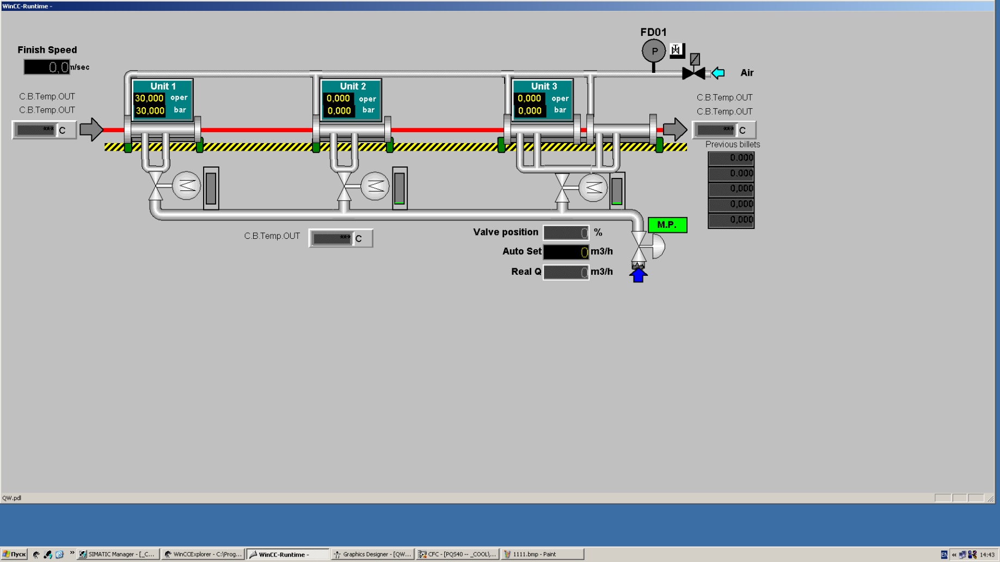 WinCC-Runtime -
FD01
P
Finish Speed
0,0 m/sec
Air
Unit 1
30,000 oper
30,000 bar
Unit 2
0,000 oper
0,000 bar
Unit 3
0,000 oper
0,000 bar
C.B.Temp.OUT
C.B.Temp.OUT
*** C
C.B.Temp.OUT
C.B.Temp.OUT
*** C
Previous billets
0.000
0.000
0,000
0,000
0,000
M
M
M
M.P.
C.B.Temp.OUT
*** C
Valve position 0 %
Auto Set 0 m3/h
Real Q 0 m3/h
QW.pdl
Пуск
»
SIMATIC Manager - [_C...
WinCCExplorer - C:\Prog...
WinCC-Runtime -
Graphics Designer - [QW...
CFC - [PQS40 -- _COOL\...
1111.bmp - Paint
EN
«
14:43